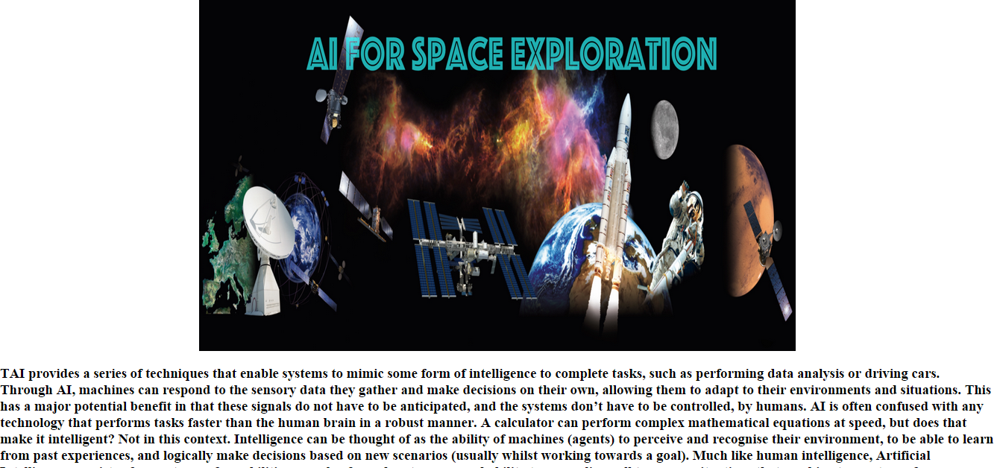 AI FOR SPACE EXPLORATION
TAI provides a series of techniques that enable systems to mimic some form of intelligence to complete tasks, such as performing data analysis or driving cars.
Through AI, machines can respond to the sensory data they gather and make decisions on their own, allowing them to adapt to their environments and situations. This
has a major potential benefit in that these signals do not have to be anticipated, and the systems don’t have to be controlled, by humans. AI is often confused with any
technology that performs tasks faster than the human brain in a robust manner. A calculator can perform complex mathematical equations at speed, but does that
make it intelligent? Not in this context. Intelligence can be thought of as the ability of machines (agents) to perceive and recognise their environment, to be able to learn
from past experiences, and logically make decisions based on new scenarios (usually whilst working towards a goal). Much like human intelligence, Artificial